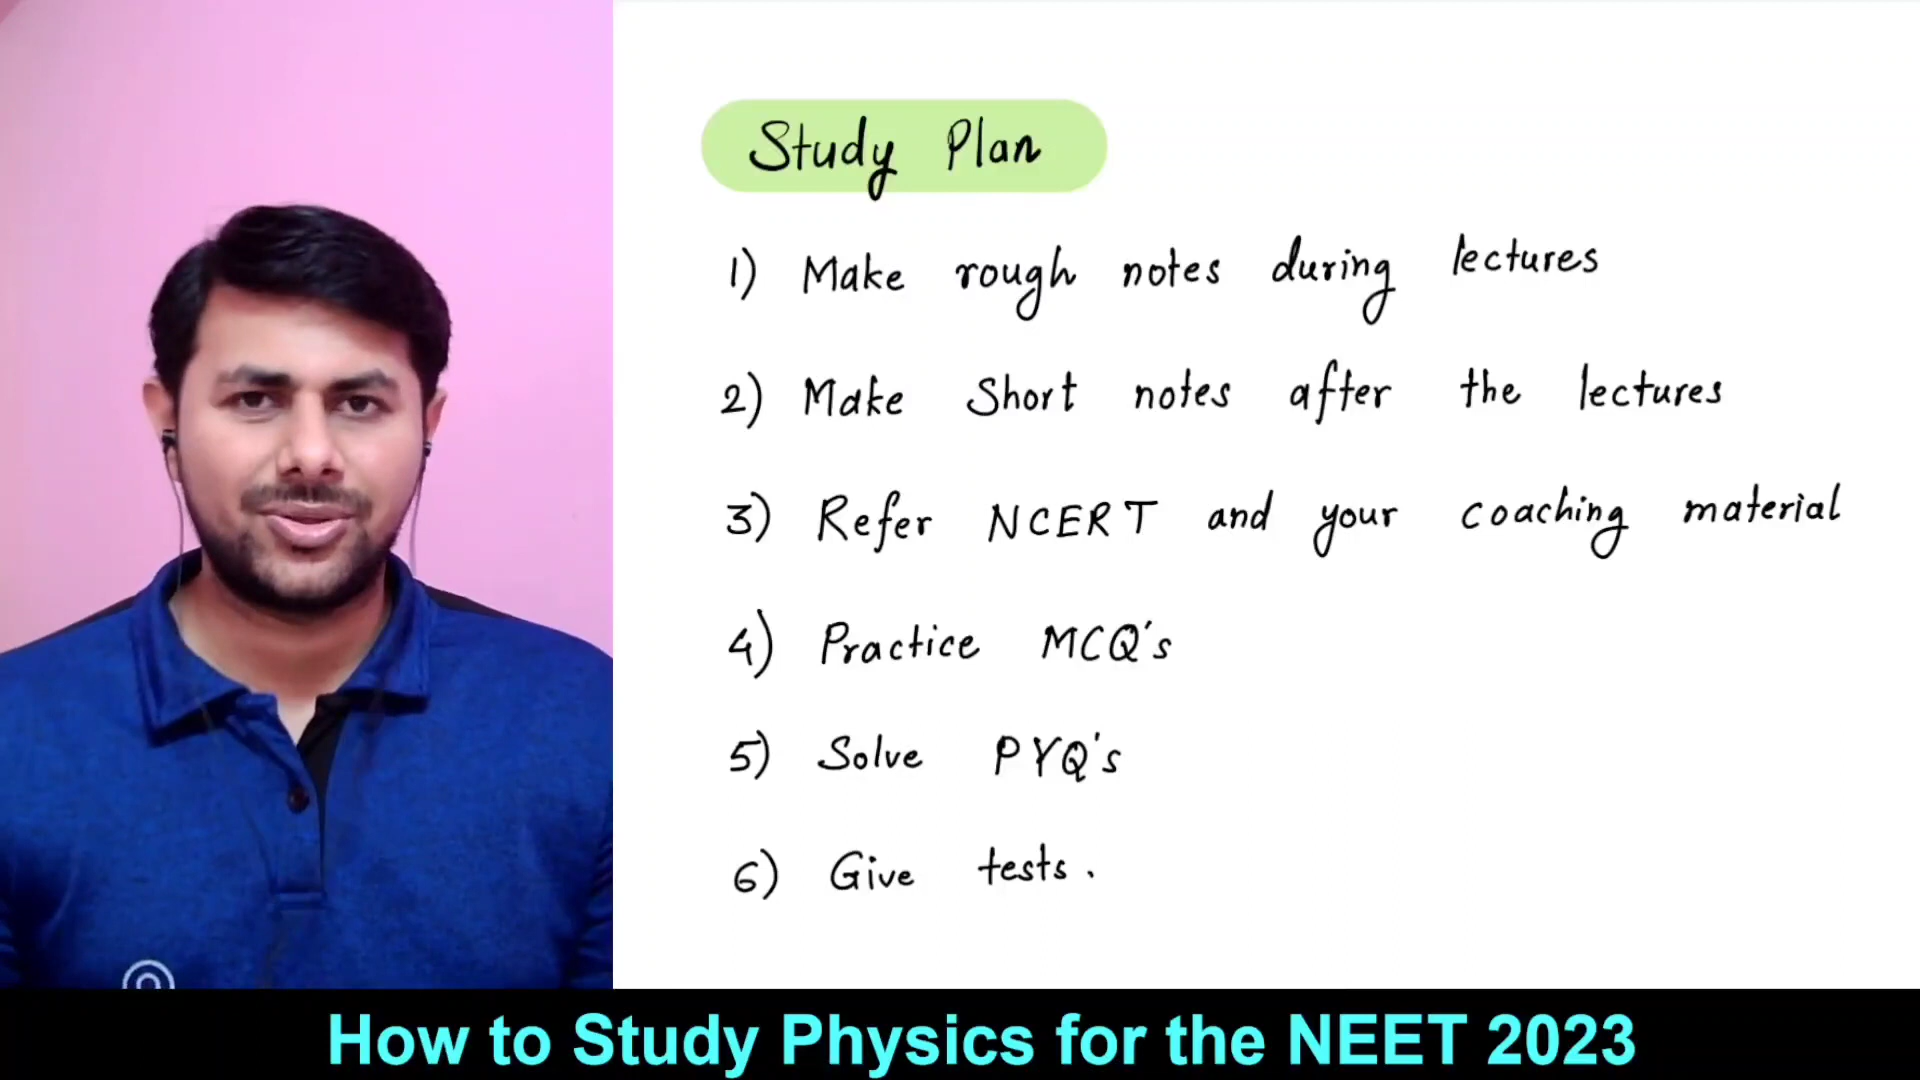 Study Plan
1) Make rough notes during lectures
2) Make Short notes after the lectures
3) Refer NCERT and your coaching material
4) Practice MCQ's
5) Solve PYQ's
6) Give tests.
How to Study Physics for the NEET 2023